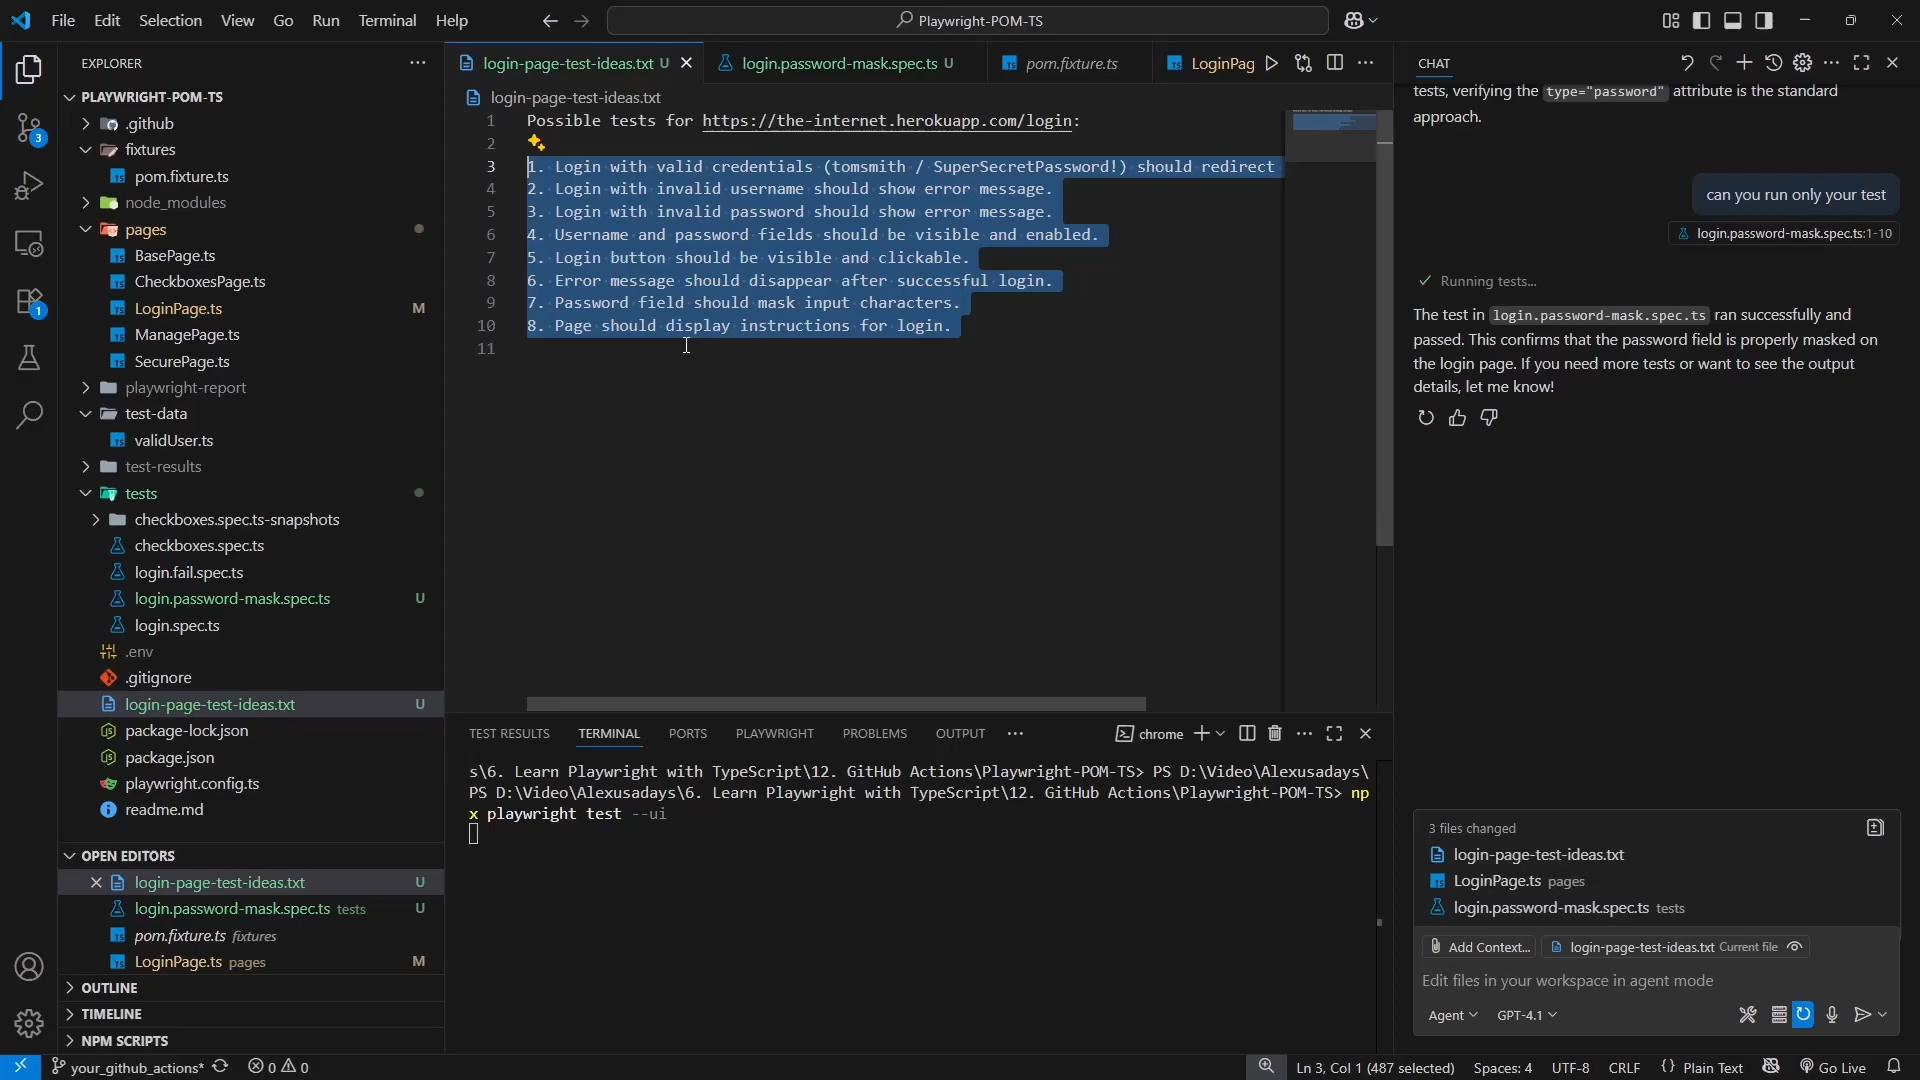 File Edit Selection View Go Run Terminal Help
Playwright-POM-TS
EXPLORER
PLAYWRIGHT-POM-TS
.github
fixtures
pom.fixture.ts
node_modules
pages
BasePage.ts
CheckboxesPage.ts
LoginPage.ts M
ManagePage.ts
SecurePage.ts
playwright-report
test-data
validUser.ts
test-results
tests
checkboxes.spec.ts-snapshots
checkboxes.spec.ts
login.fail.spec.ts
login.password-mask.spec.ts U
login.spec.ts
.env
.gitignore
login-page-test-ideas.txt U
package-lock.json
package.json
playwright.config.ts
readme.md
OPEN EDITORS
login-page-test-ideas.txt U
login.password-mask.spec.ts tests U
pom.fixture.ts fixtures
LoginPage.ts pages M
OUTLINE
TIMELINE
NPM SCRIPTS
3
1
login-page-test-ideas.txt U
login.password-mask.spec.ts U
pom.fixture.ts
LoginPag
login-page-test-ideas.txt
1 Possible tests for https://the-internet.herokuapp.com/login:
2
3 1. Login with valid credentials (tomsmith / SuperSecretPassword!) should redirect
4 2. Login with invalid username should show error message.
5 3. Login with invalid password should show error message.
6 4. Username and password fields should be visible and enabled.
7 5. Login button should be visible and clickable.
8 6. Error message should disappear after successful login.
9 7. Password field should mask input characters.
10 8. Page should display instructions for login.
11
TEST RESULTS TERMINAL PORTS PLAYWRIGHT PROBLEMS OUTPUT
chrome
s\6. Learn Playwright with TypeScript\12. GitHub Actions\Playwright-POM-TS> PS D:\Video\Alexusadays\
PS D:\Video\Alexusadays\6. Learn Playwright with TypeScript\12. GitHub Actions\Playwright-POM-TS> np
x playwright test --ui
CHAT
tests, verifying the type="password" attribute is the standard
approach.
can you run only your test
login.password-mask.spec.ts:1-10
Running tests...
The test in login.password-mask.spec.ts ran successfully and
passed. This confirms that the password field is properly masked on
the login page. If you need more tests or want to see the output
details, let me know!
3 files changed
login-page-test-ideas.txt
LoginPage.ts pages
login.password-mask.spec.ts tests
Add Context...
login-page-test-ideas.txt Current file
Edit files in your workspace in agent mode
Agent
GPT-4.1
your_github_actions*
0 0
Ln 3, Col 1 (487 selected)
Spaces: 4
UTF-8
CRLF
{} Plain Text
Go Live